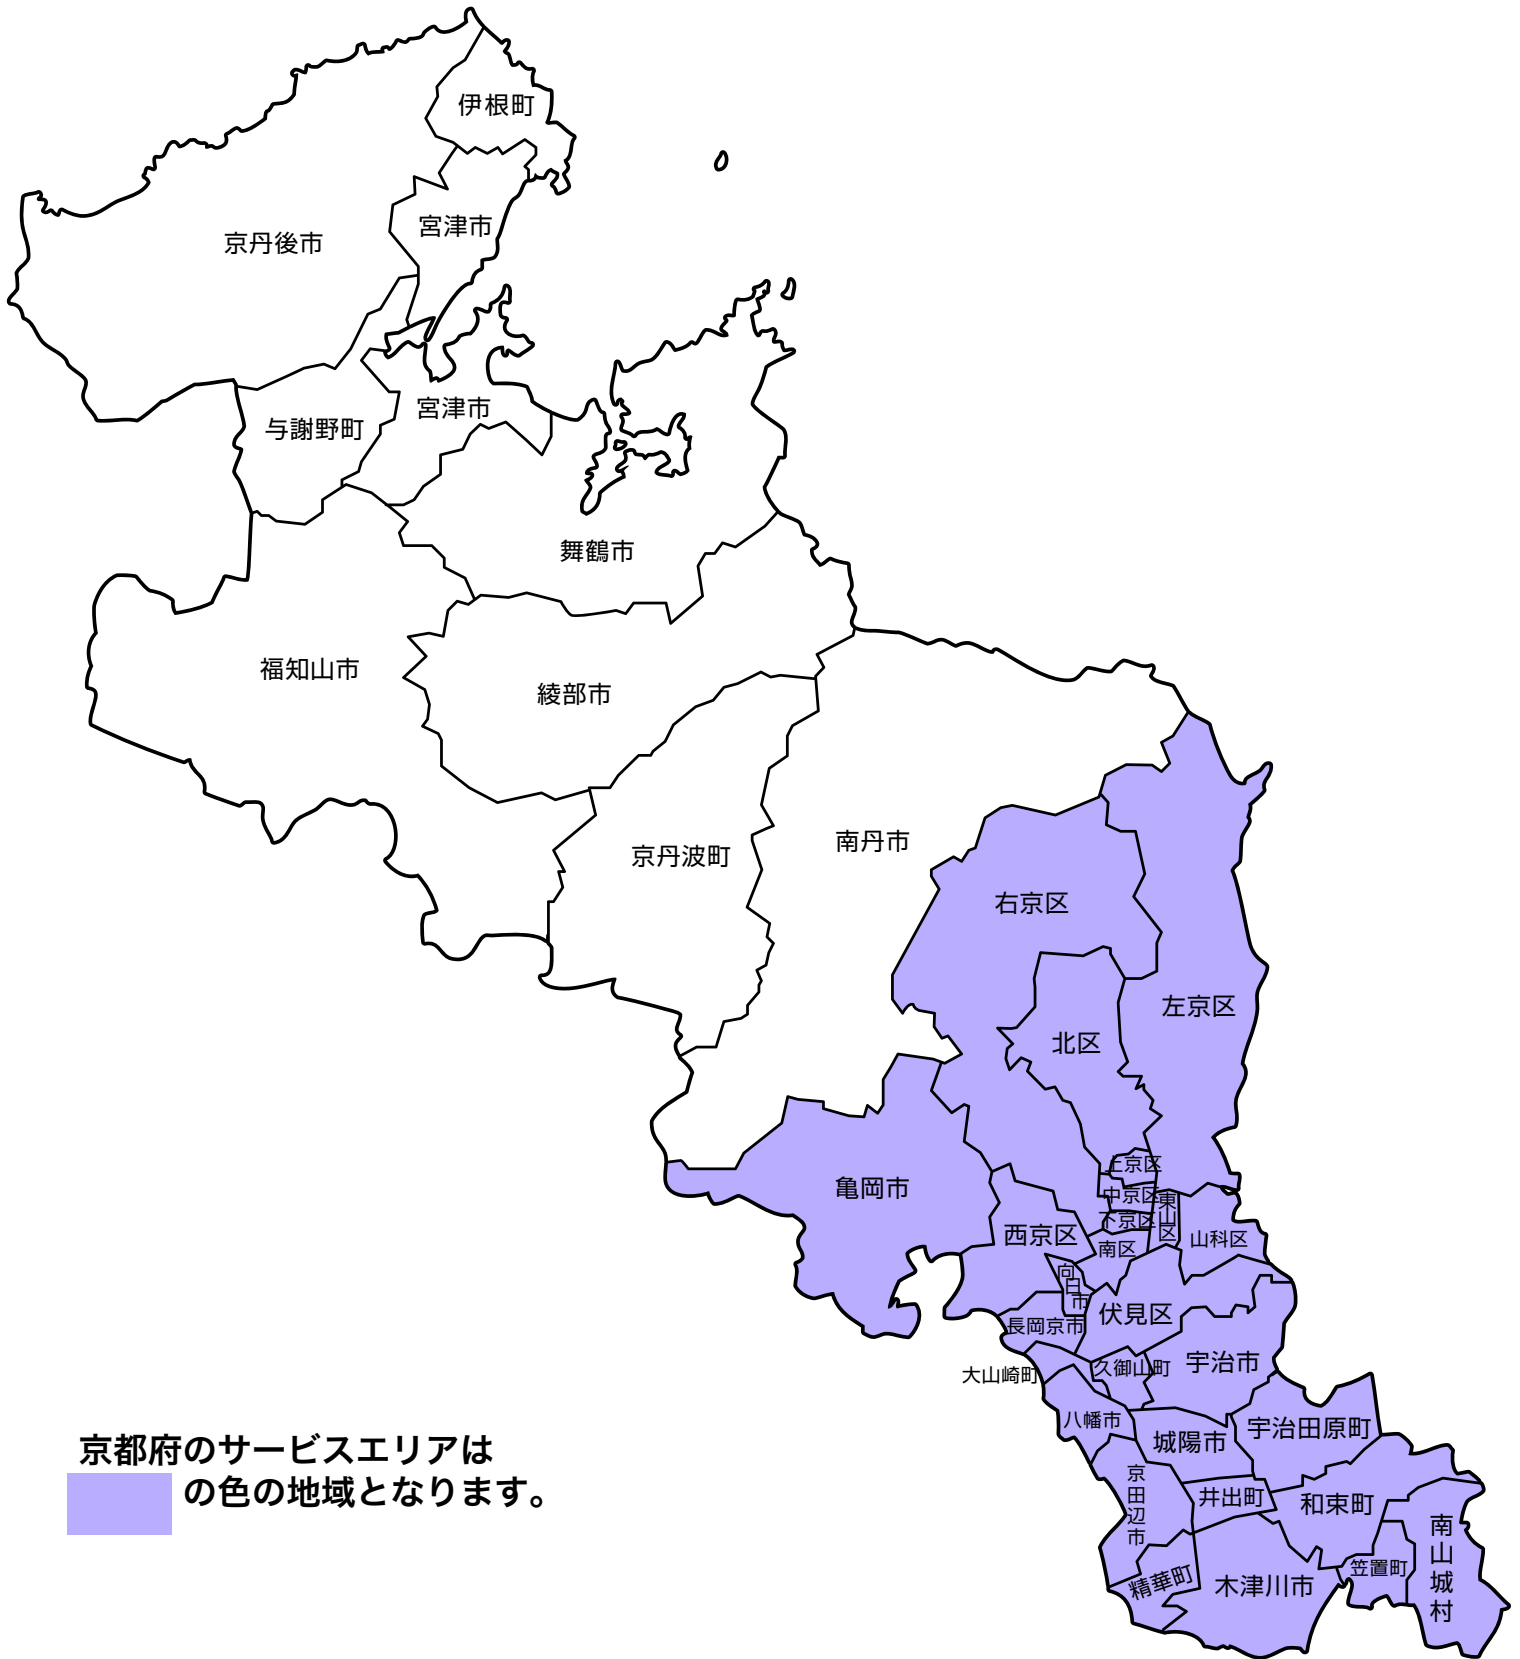 伊根町
宮津市
京丹後市
宮津市
与謝野町
舞鶴市
福知山市
綾部市
京丹波町
南丹市
右京区
左京区
北区
上京区
亀岡市
中京区
東山区
下京区
西京区
南区
山科区
向日市
伏見区
長岡京市
宇治市
久御山町
大山崎町
八幡市
宇治田原町
城陽市
京都府のサービスエリアは
の色の地域となります。
京田辺市
井出町
和束町
南山城村
笠置町
精華町
木津川市